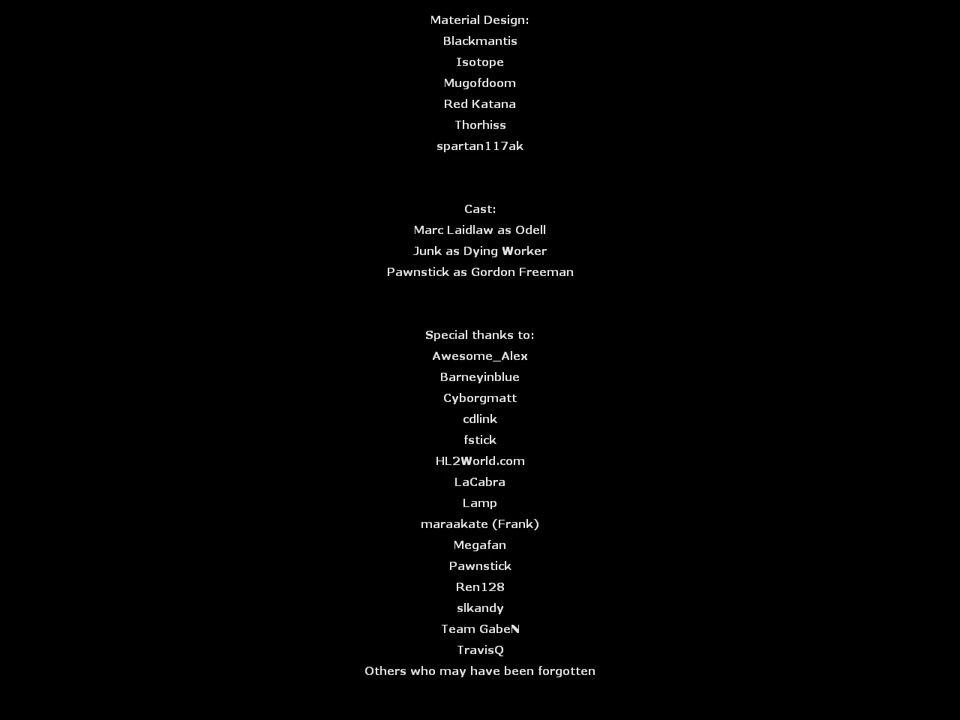 Material Design:
Blackmantis
Isotope
Mugofdoom
Red Katana
Thorhiss
spartan117ak
Cast:
Marc Laidlaw as Odell
Junk as Dying Worker
Pawnstick as Gordon Freeman
Special thanks to:
Awesome_Alex
Barneyinblue
Cyborgmatt
cdlink
fstick
HL2World.com
LaCabra
Lamp
maraakate (Frank)
Megafan
Pawnstick
Ren128
slkandy
Team GabeN
TravisQ
Others who may have been forgotten